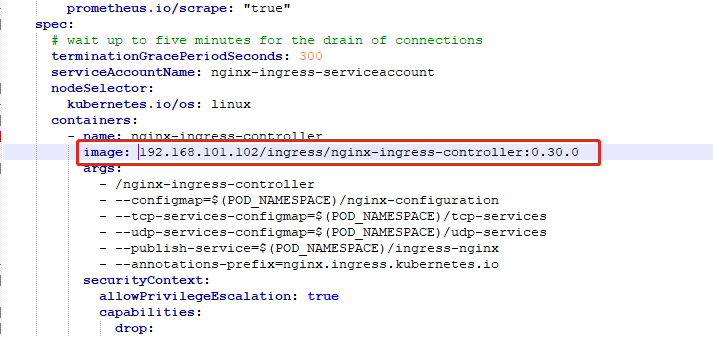 prometheus.io/scrape: "true"
spec:
# wait up to five minutes for the drain of connections
terminationGracePeriodSeconds: 300
serviceAccountName: nginx-ingress-serviceaccount
nodeSelector:
kubernetes.io/os: linux
containers:
- name: nginx-ingress-controller
image: 192.168.101.102/ingress/nginx-ingress-controller:0.30.0
args:
- /nginx-ingress-controller
- --configmap=$(POD_NAMESPACE)/nginx-configuration
- --tcp-services-configmap=$(POD_NAMESPACE)/tcp-services
- --udp-services-configmap=$(POD_NAMESPACE)/udp-services
- --publish-service=$(POD_NAMESPACE)/ingress-nginx
- --annotations-prefix=nginx.ingress.kubernetes.io
securityContext:
allowPrivilegeEscalation: true
capabilities:
drop: